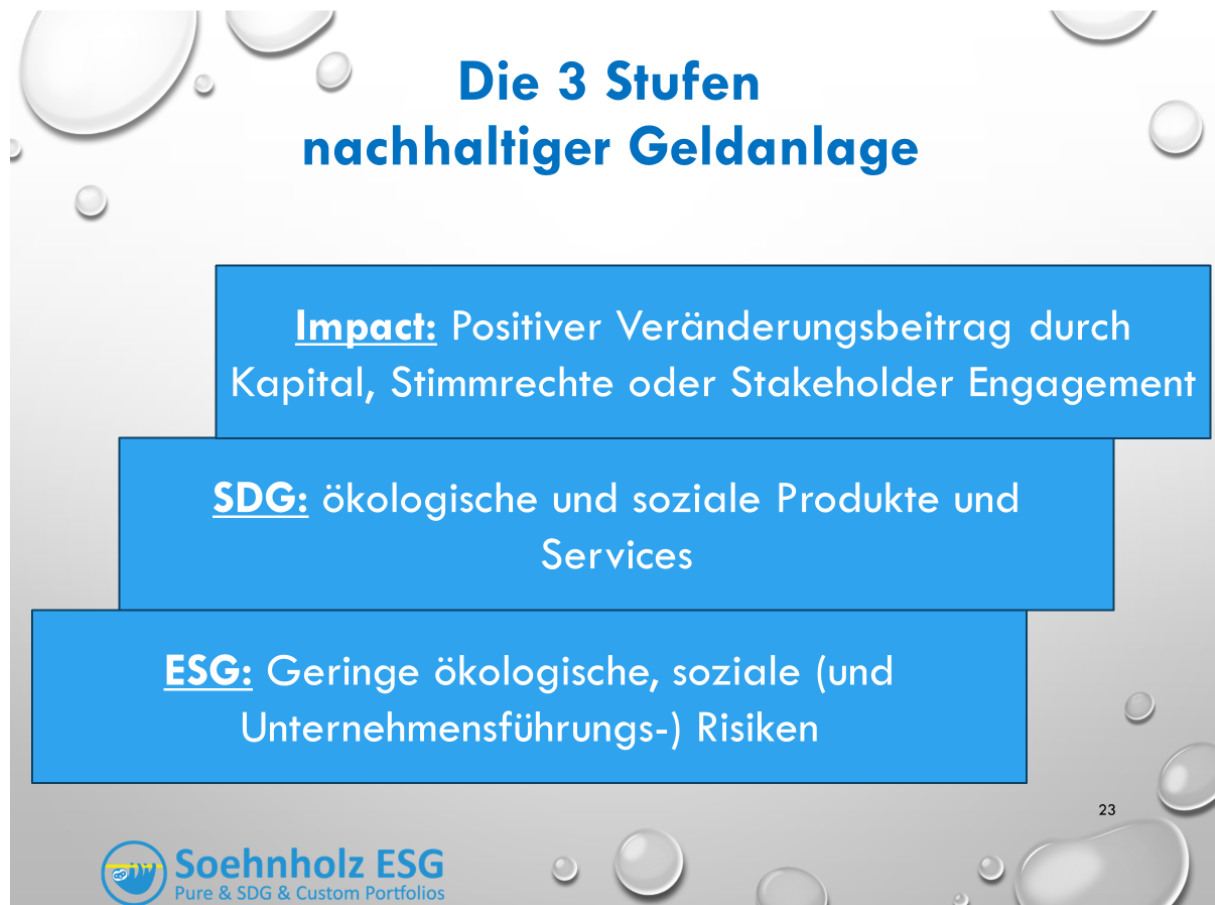 Die 3 Stufen
nachhaltiger Geldanlage
Impact: Positiver Veränderungsbeitrag durch
Kapital, Stimmrechte oder Stakeholder Engagement
SDG: ökologische und soziale Produkte und
Services
ESG: Geringe ökologische, soziale (und
Unternehmensführungs-) Risiken
23
Soehnholz ESG
Pure & SDG & Custom Portfolios